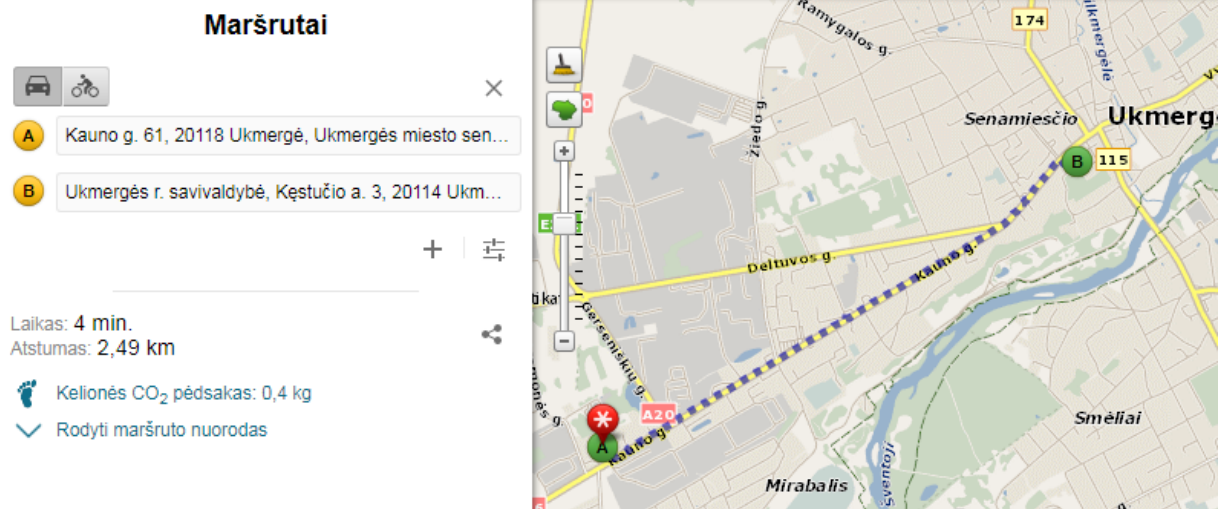 Maršrutai
A
Kauno g. 61, 20118 Ukmergė, Ukmergės miesto sen...
B
Ukmergės r. savivaldybė, Kęstučio a. 3, 20114 Ukm...
Laikas: 4 min.
Atstumas: 2,49 km
Kelionės CO2 pėdsakas: 0,4 kg
Rodyti maršruto nuorodas
Ramygalos g.
174
Žiedo g.
Senamiesčio
Ukmerg
B
115
Deltuvos g.
Kauno g.
Gerseniškių g.
A20
A
Kauno g.
Smėliai
Mirabalis
Šventoji